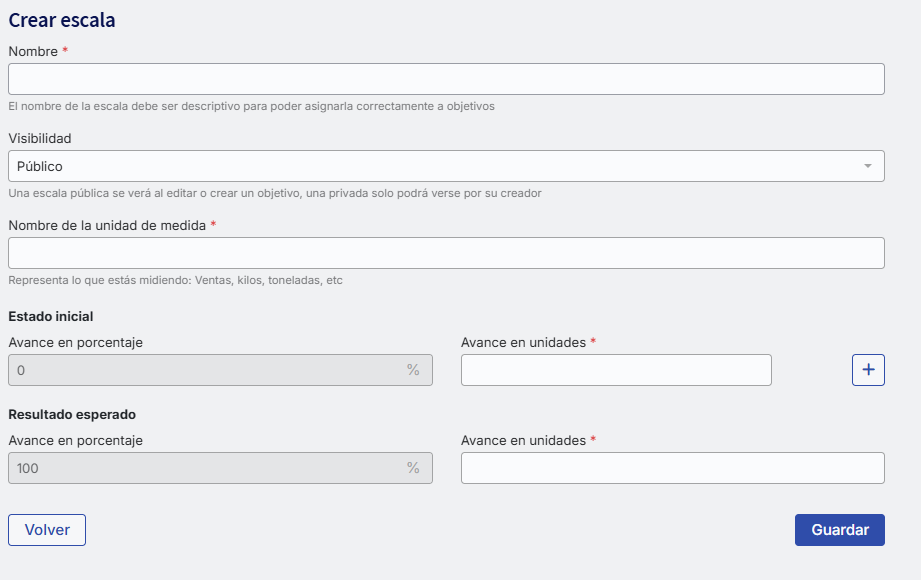 Crear escala
Nombre *
El nombre de la escala debe ser descriptivo para poder asignarla correctamente a objetivos
Visibilidad
Público
Una escala pública se verá al editar o crear un objetivo, una privada solo podrá verse por su creador
Nombre de la unidad de medida *
Representa lo que estás midiendo: Ventas, kilos, toneladas, etc
Estado inicial
Avance en porcentaje Avance en unidades *
0 % +
Resultado esperado
Avance en porcentaje Avance en unidades *
100 %
Volver Guardar